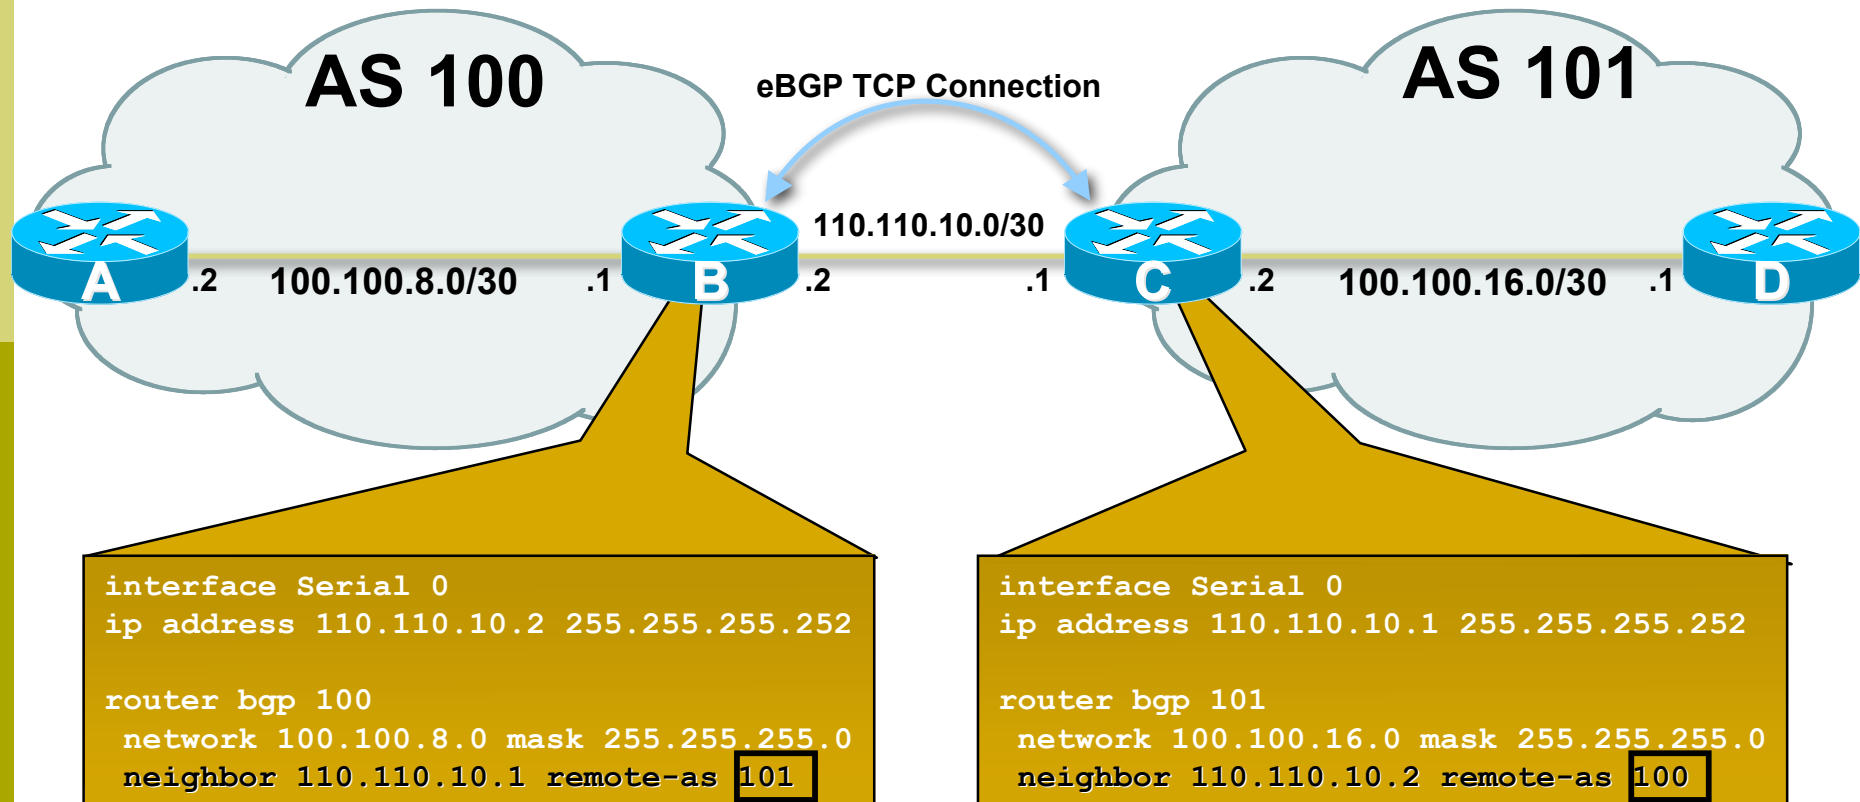 AS 100
AS 101
eBGP TCP Connection
110.110.10.0/30
A
.2
100.100.8.0/30
.1
B
.2
.1
C
.2
100.100.16.0/30
.1
D
interface Serial 0
ip address 110.110.10.2 255.255.255.252
router bgp 100
network 100.100.8.0 mask 255.255.255.0
neighbor 110.110.10.1 remote-as 101
interface Serial 0
ip address 110.110.10.1 255.255.255.252
router bgp 101
network 100.100.16.0 mask 255.255.255.0
neighbor 110.110.10.2 remote-as 100